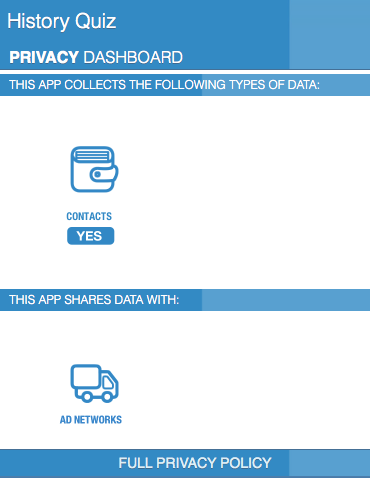 History Quiz
PRIVACY DASHBOARD
THIS APP COLLECTS THE FOLLOWING TYPES OF DATA:
CONTACTS
YES
THIS APP SHARES DATA WITH:
AD NETWORKS
FULL PRIVACY POLICY